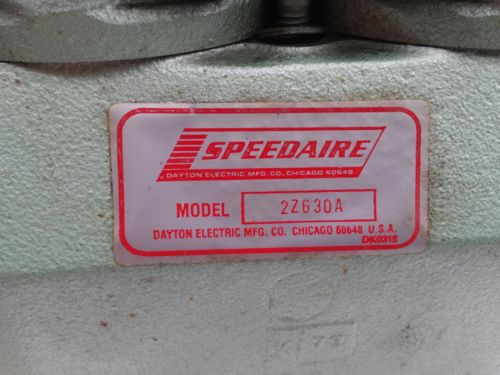 SPEEDAIRE
DAYTON ELECTRIC MFG. CO., CHICAGO 60648
MODEL 2Z630A
DAYTON ELECTRIC MFG. CO. CHICAGO 60648 U.S.A.
DK0315